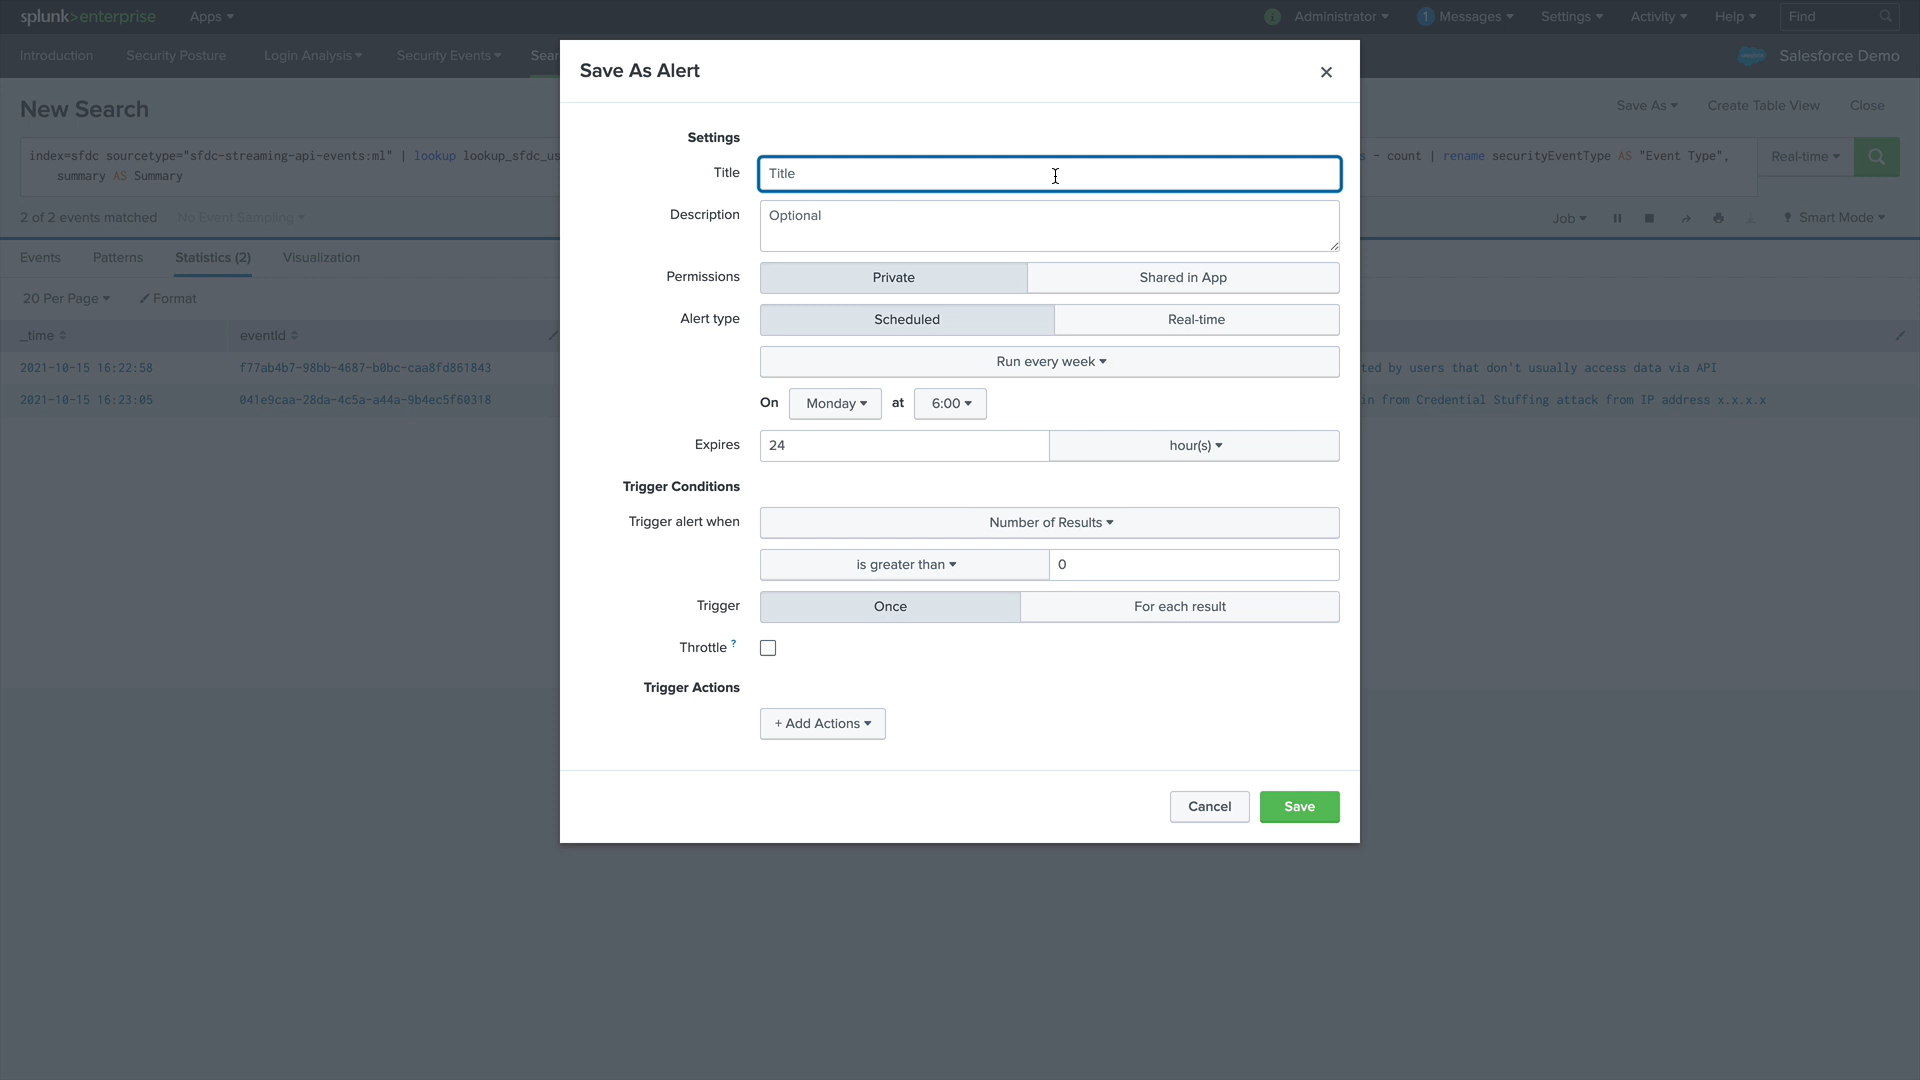 splunk>enterprise Apps Administrator 1 Messages Settings Activity Help Find
Introduction Security Posture Login Analysis Security Events Sear Salesforce Demo
New Search Save As Create Table View Close
index=sfdc sourcetype="sfdc-streaming-api-events:ml" | lookup lookup_sfdc_us s - count | rename securityEventType AS "Event Type", Real-time
summary AS Summary
2 of 2 events matched No Event Sampling Job Smart Mode
Events Patterns Statistics (2) Visualization
20 Per Page Format
_time eventId
2021-10-15 16:22:58 f77ab4b7-98bb-4687-b0bc-caa8fd861843 ted by users that don't usually access data via API
2021-10-15 16:23:05 041e9caa-28da-4c5a-a44a-9b4ec5f60318 in from Credential Stuffing attack from IP address x.x.x.x
Save As Alert
Settings
Title Title
Description Optional
Permissions Private Shared in App
Alert type Scheduled Real-time
Run every week
On Monday at 6:00
Expires 24 hour(s)
Trigger Conditions
Trigger alert when Number of Results
is greater than 0
Trigger Once For each result
Throttle ?
Trigger Actions
+ Add Actions
Cancel Save